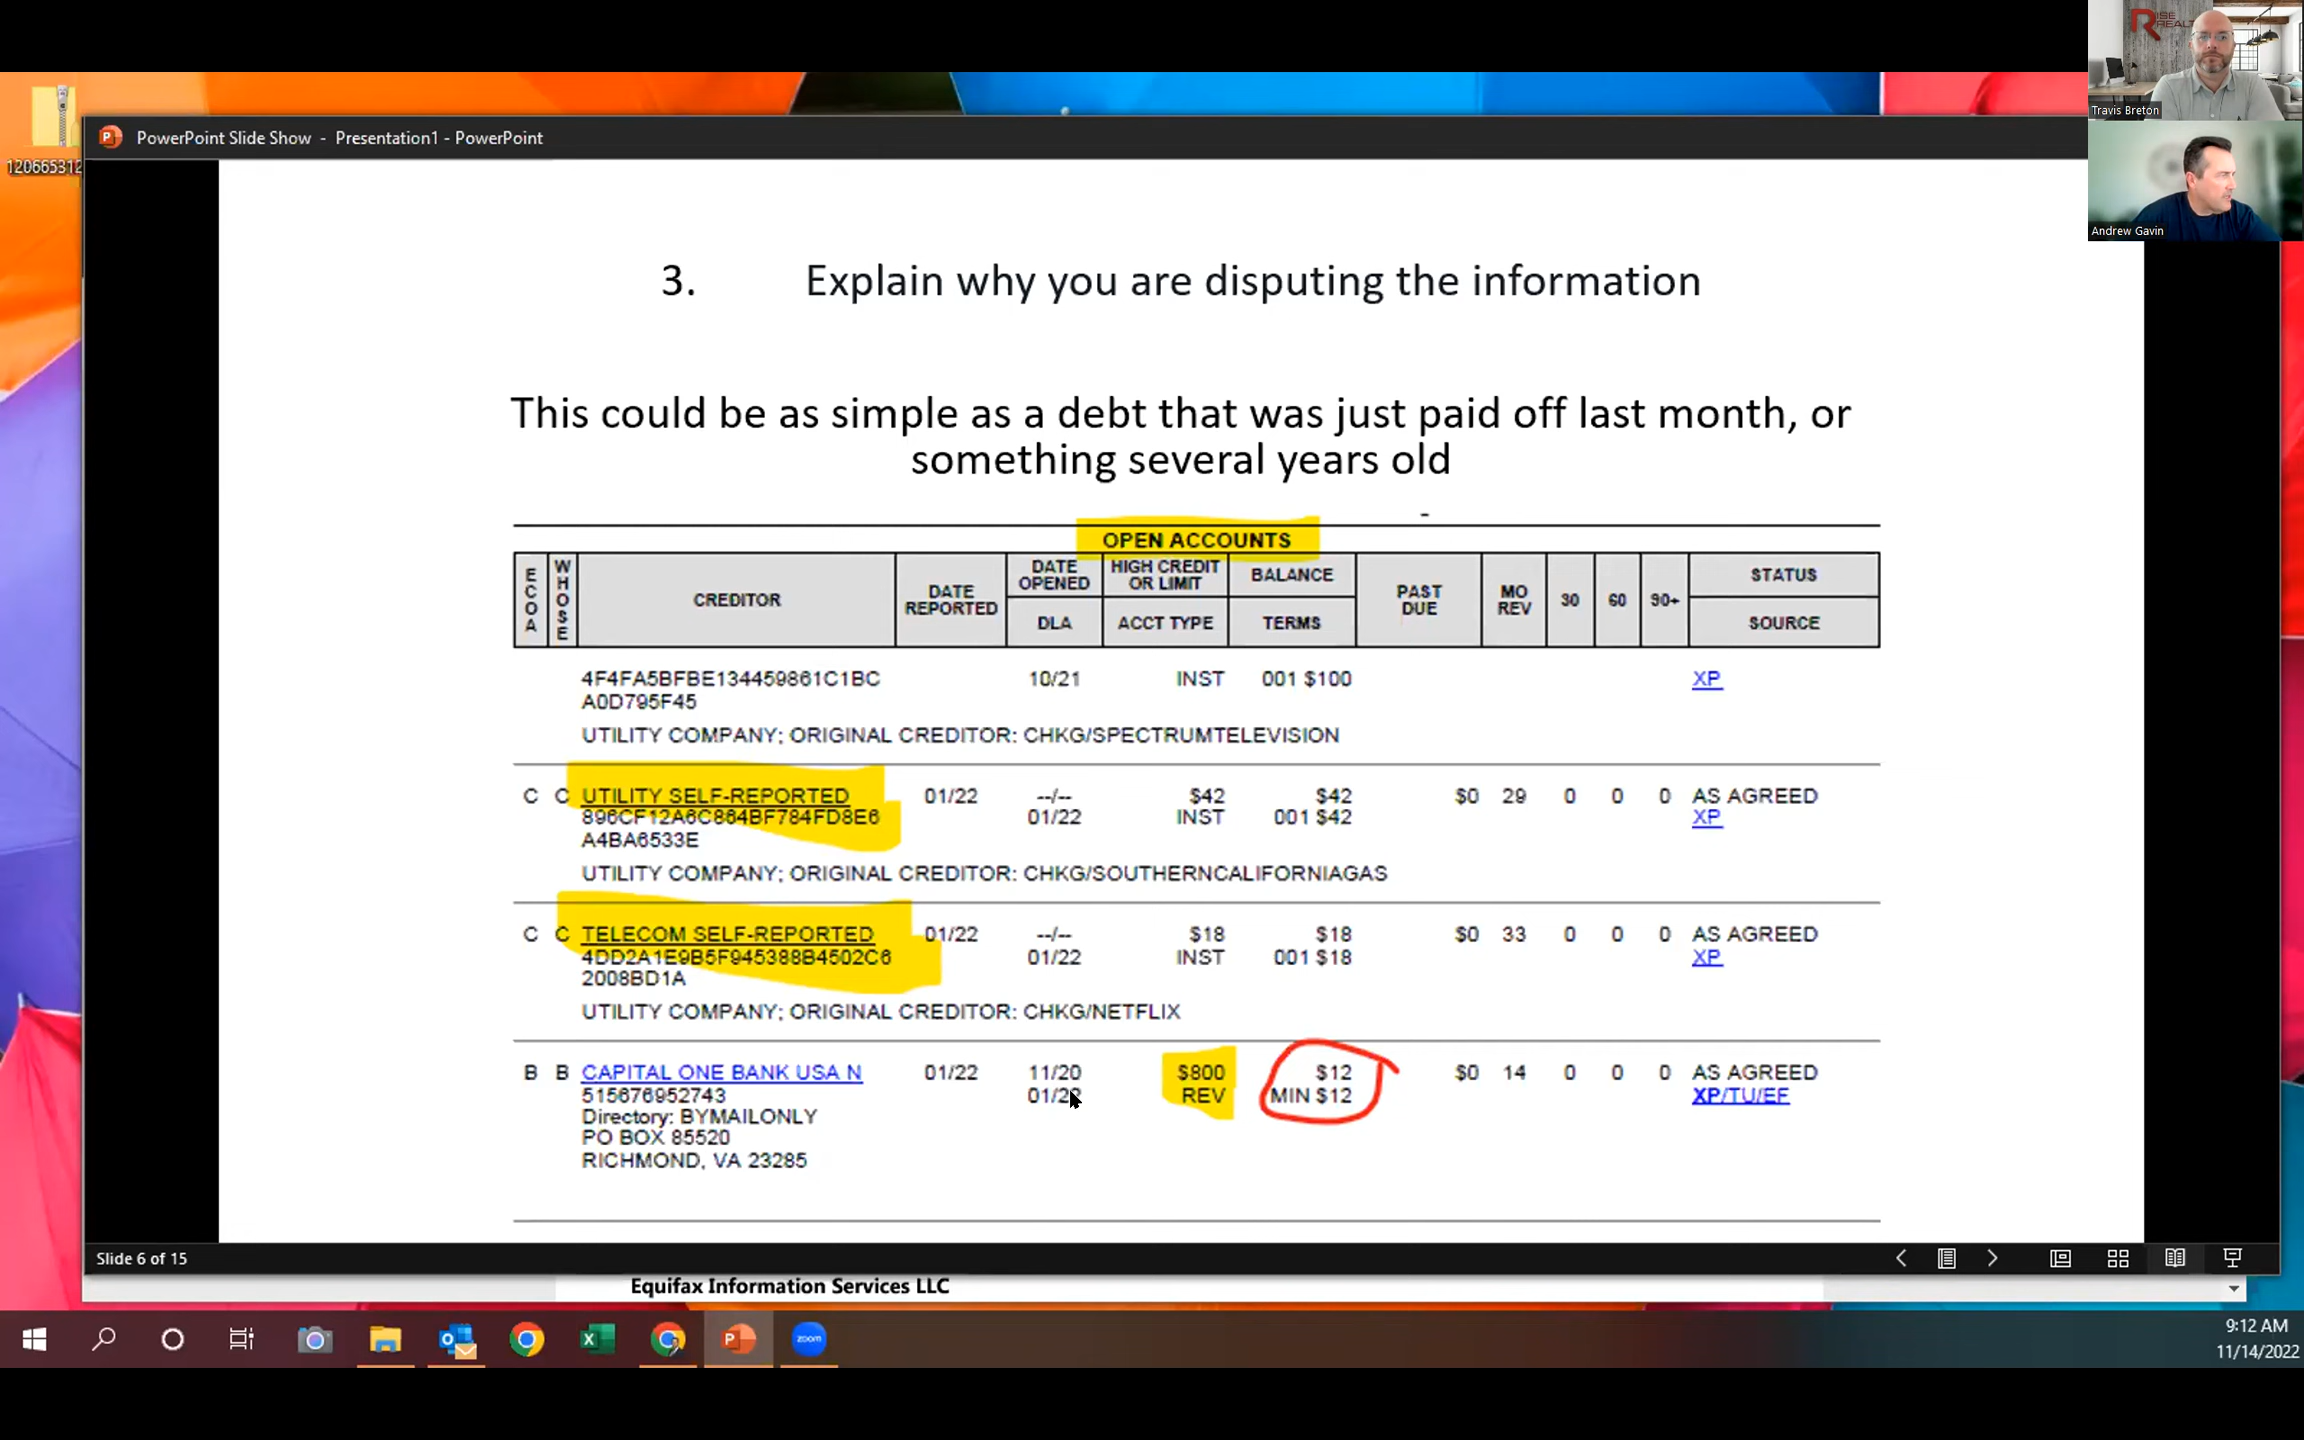 RISE
REALT
Travis Breton
Andrew Gavin
120665312
PowerPoint Slide Show - Presentation1 - PowerPoint
3. Explain why you are disputing the information
This could be as simple as a debt that was just paid off last month, or
something several years old
OPEN ACCOUNTS
ECOA WHOSE CREDITOR DATE REPORTED DATE OPENED HIGH CREDIT OR LIMIT BALANCE PAST DUE MO REV 30 60 90+ STATUS
DLA ACCT TYPE TERMS SOURCE
4F4FA5BFBE134459861C1BC 10/21 INST 001 $100 XP
A0D795F45
UTILITY COMPANY; ORIGINAL CREDITOR: CHKG/SPECTRUMTELEVISION
C C UTILITY SELF-REPORTED 01/22 --/-- $42 $42 $0 29 0 0 0 AS AGREED
896CF12A6C864BF784FD8E6 01/22 INST 001 $42 XP
A4BA6533E
UTILITY COMPANY; ORIGINAL CREDITOR: CHKG/SOUTHERNCALIFORNIAGAS
C C TELECOM SELF-REPORTED 01/22 --/-- $18 $18 $0 33 0 0 0 AS AGREED
4DD2A1E9B5F945388B4502C6 01/22 INST 001 $18 XP
2008BD1A
UTILITY COMPANY; ORIGINAL CREDITOR: CHKG/NETFLIX
B B CAPITAL ONE BANK USA N 01/22 11/20 $800 $12 $0 14 0 0 0 AS AGREED
515676952743 01/22 REV MIN $12 XP/TU/EF
Directory: BYMAILONLY
PO BOX 85520
RICHMOND, VA 23285
Slide 6 of 15
Equifax Information Services LLC
zoom
9:12 AM
11/14/2022